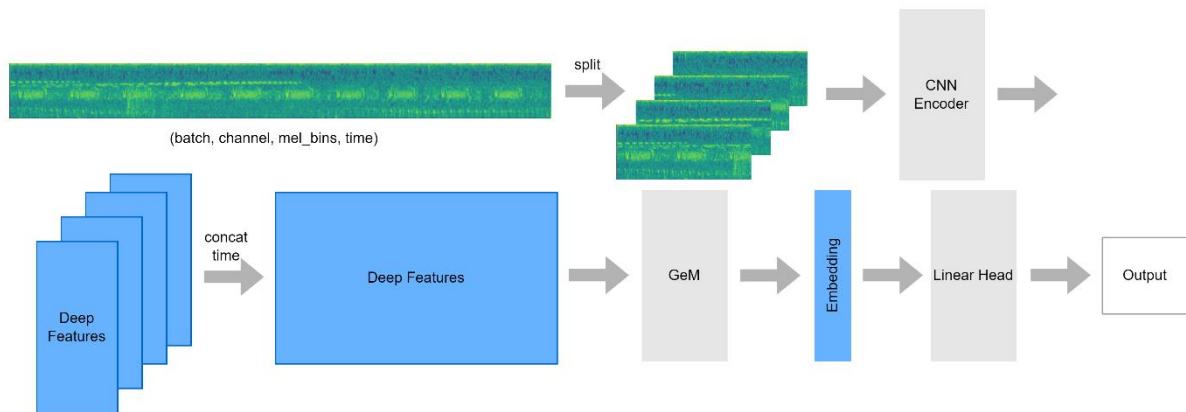 split
CNN
Encoder
(batch, channel, mel_bins, time)
concat
time
Deep
Features
Deep Features
GeM
Embedding
Linear Head
Output